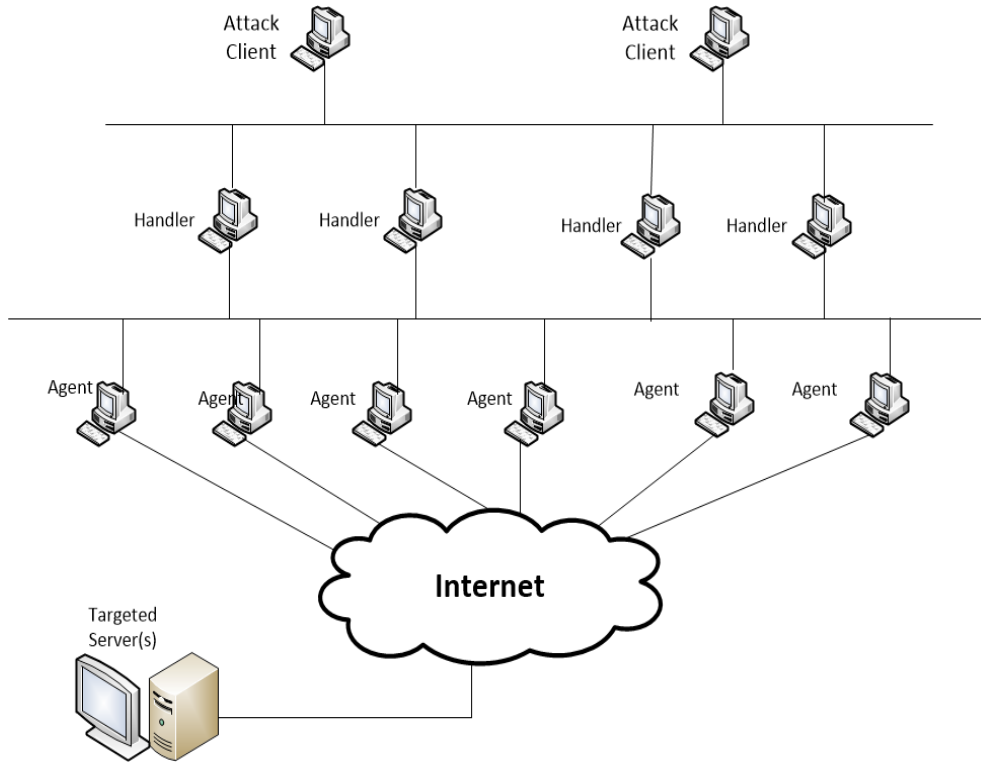 Attack
Client
Attack
Client
Handler
Handler
Handler
Handler
Agent
Agent
Agent
Agent
Agent
Agent
Internet
Targeted
Server(s)